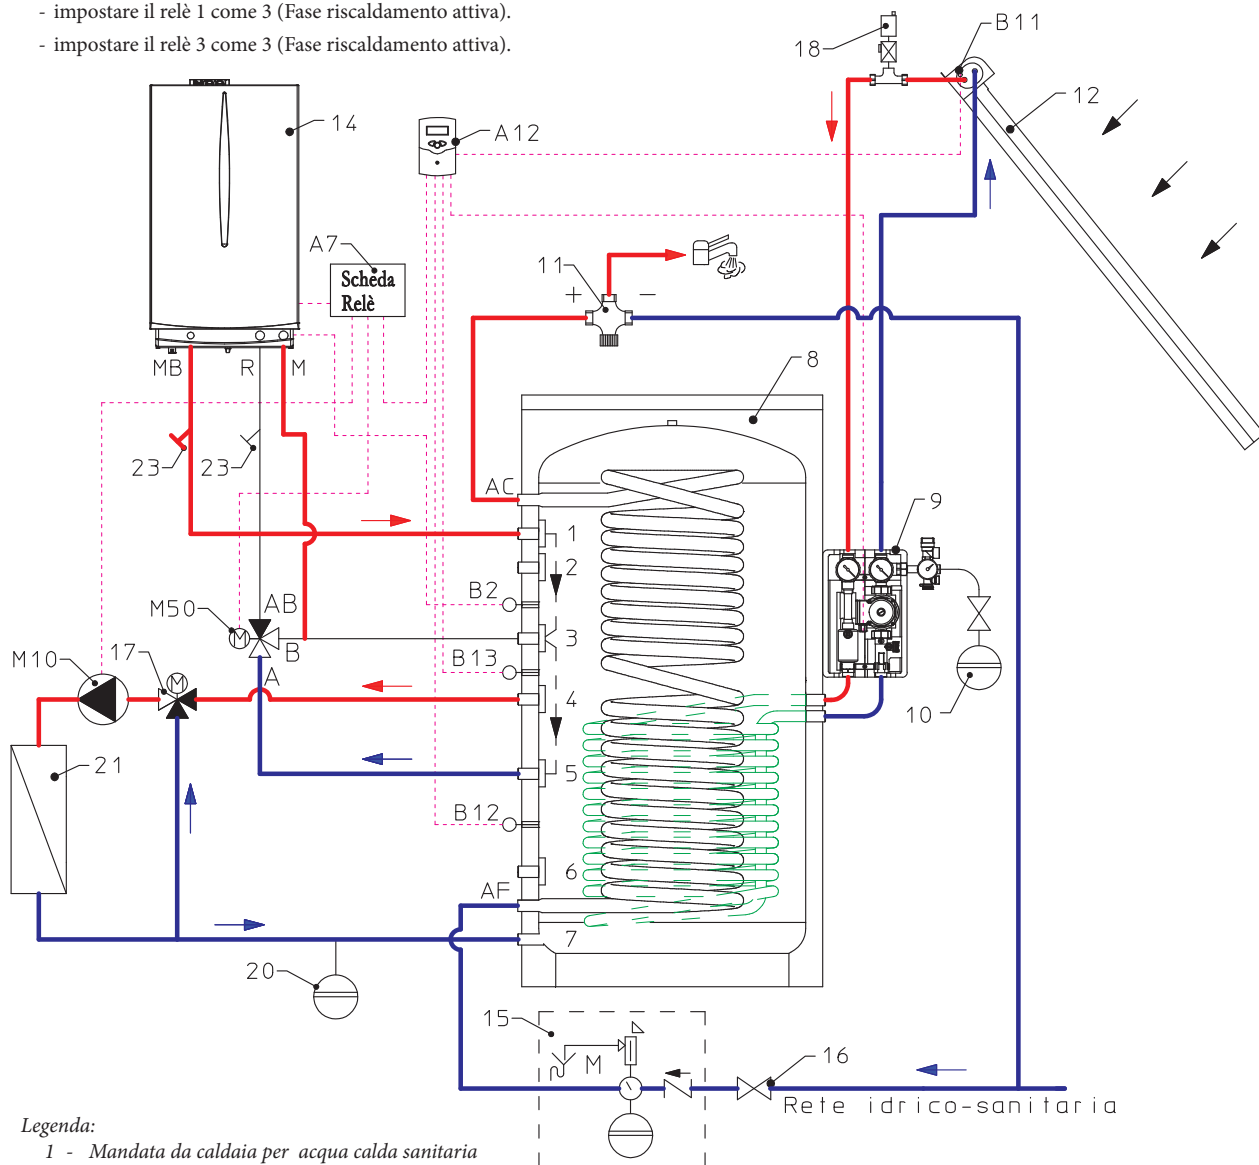 - impostare il relè 1 come 3 (Fase riscaldamento attiva).
- impostare il relè 3 come 3 (Fase riscaldamento attiva).
18
B11
12
14
A12
A7
Scheda
Relè
11
+
-
MB
R
M
8
23
23
AC
1
9
2
B2
AB
M50
M
3
B
B13
M10
17
M
A
4
10
21
5
B12
6
AF
7
20
15
M
16
Rete idrico-sanitaria
Legenda:
1 - Mandata da caldaia per acqua calda sanitaria